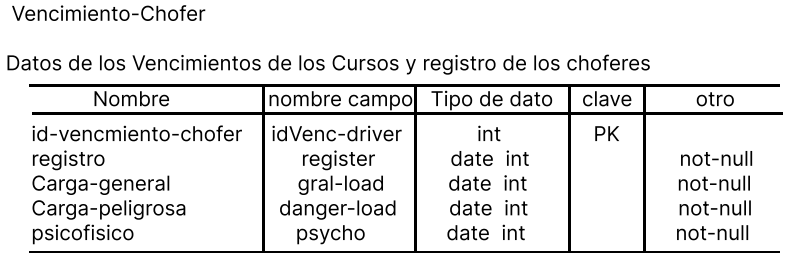 Vencimiento-Chofer
Datos de los Vencimientos de los Cursos y registro de los choferes
Nombre nombre campo Tipo de dato clave otro
id-vencmiento-chofer idVenc-driver int PK
registro register date int not-null
Carga-general gral-load date int not-null
Carga-peligrosa danger-load date int not-null
psicofisico psycho date int not-null